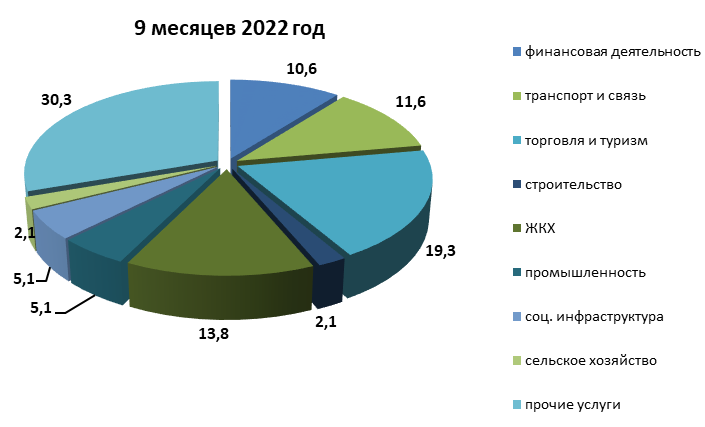 9 месяцев 2022 год
10,6
11,6
19,3
2,1
13,8
5,1
5,1
2,1
30,3
финансовая деятельность
транспорт и связь
торговля и туризм
строительство
ЖКХ
промышленность
соц. инфраструктура
сельское хозяйство
прочие услуги